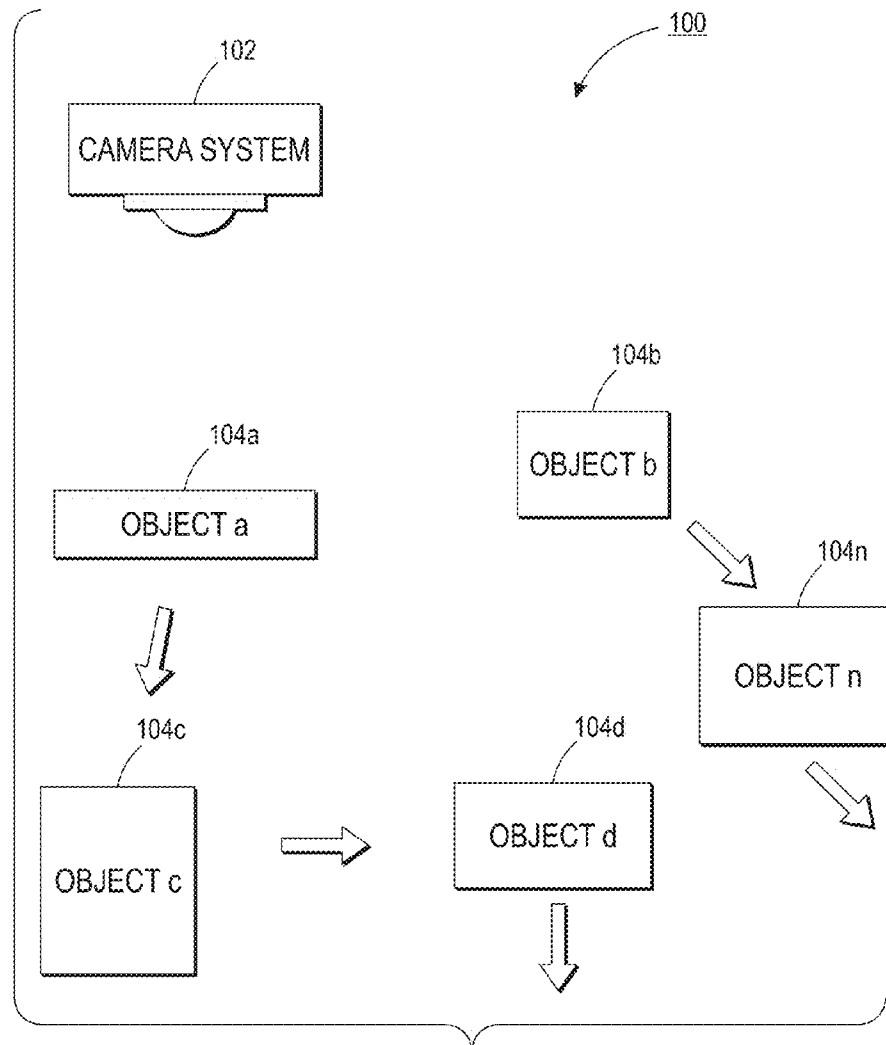 100
102
CAMERA SYSTEM
104b
OBJECT b
104a
OBJECT a
104n
OBJECT n
104c
OBJECT c
104d
OBJECT d